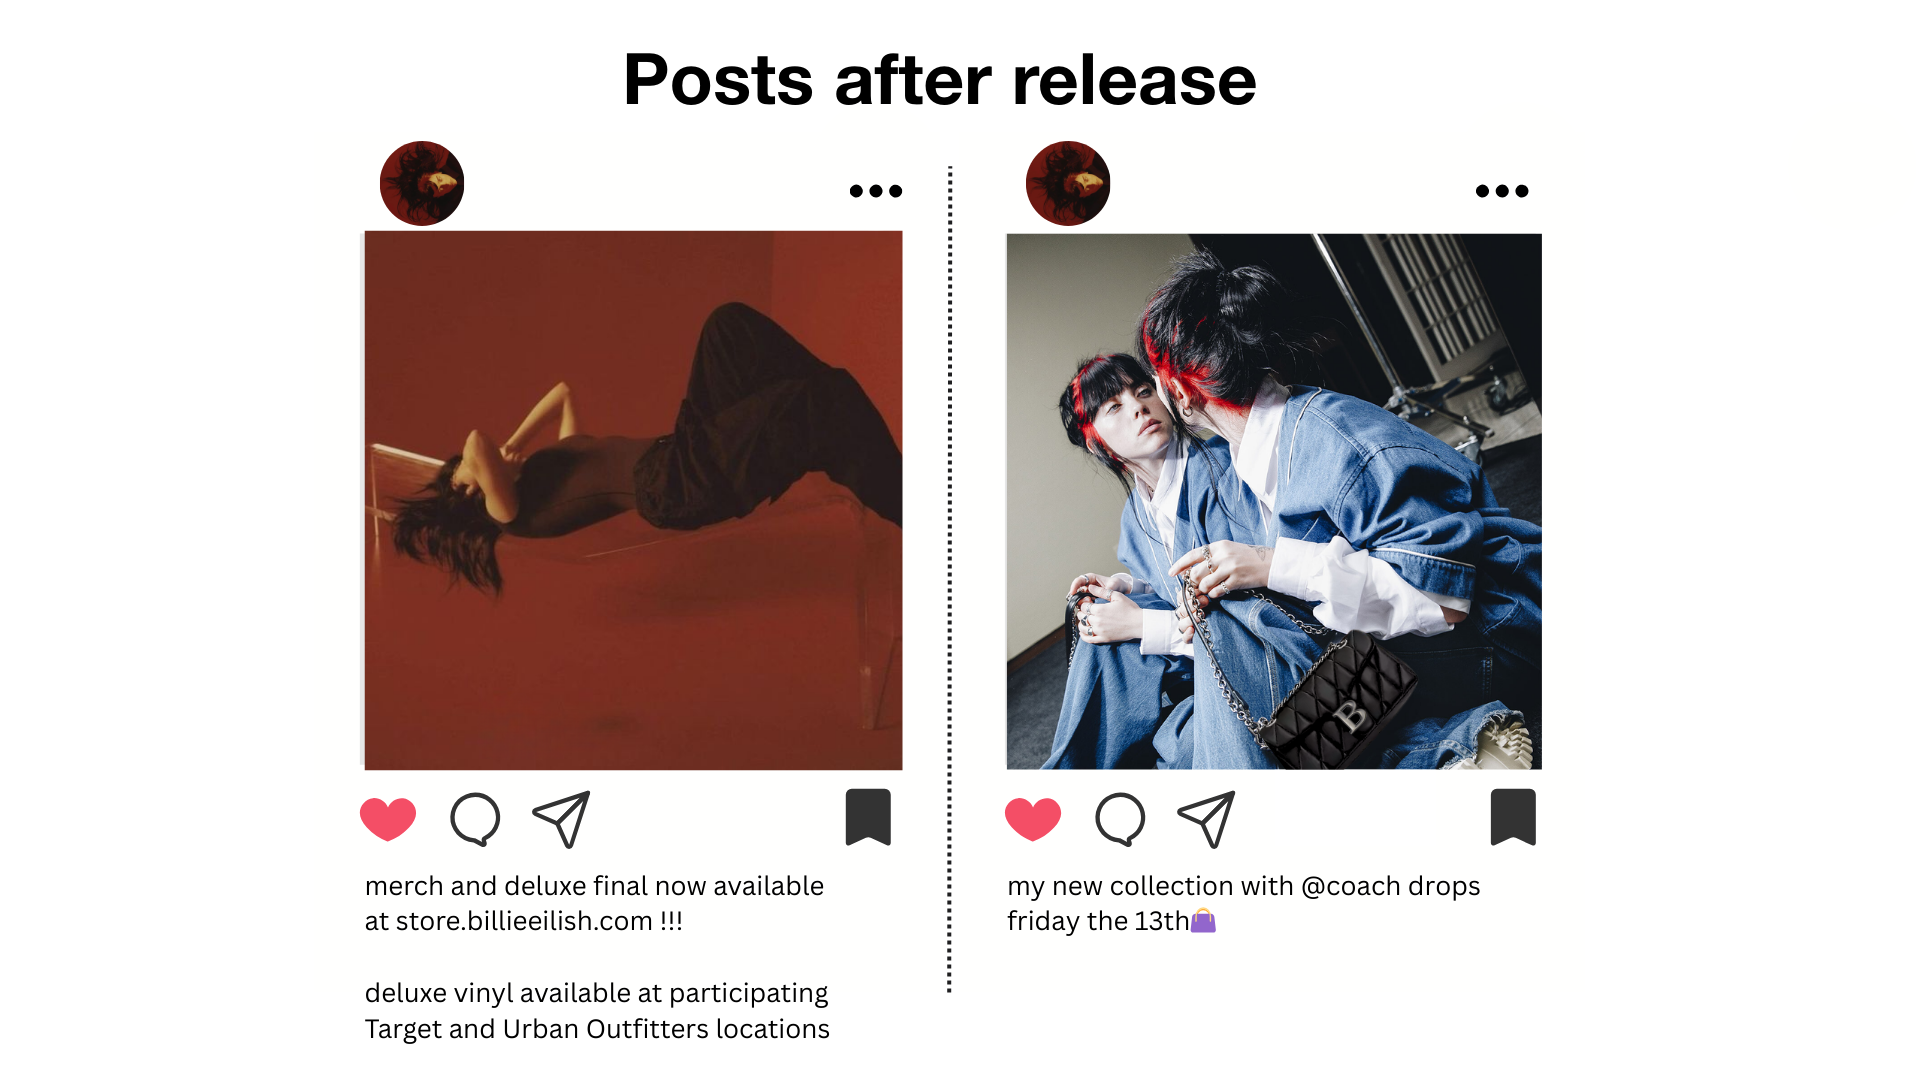 Posts after release
merch and deluxe final now available
at store.billieeilish.com !!!
deluxe vinyl available at participating
Target and Urban Outfitters locations
B
my new collection with @coach drops
friday the 13th👜